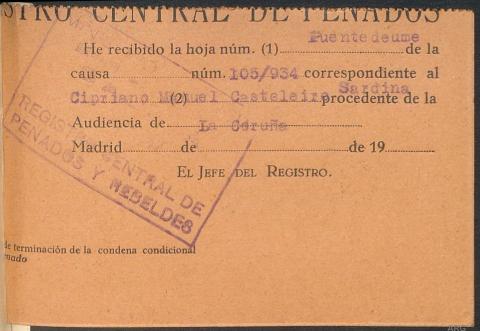 STRO CENTRAL DE PENADOS
Puentedeume
He recibido la hoja núm. (1) de la
causa núm. 105/934 correspondiente al
Cipriano Manuel Casteleira Sardina
(2) procedente de la
Audiencia de La Coruña
Madrid de de 19
EL JEFE DEL REGISTRO.
REGISTRO CENTRAL DE
PENADOS Y REBELDES
de terminación de la condena condicional
nado